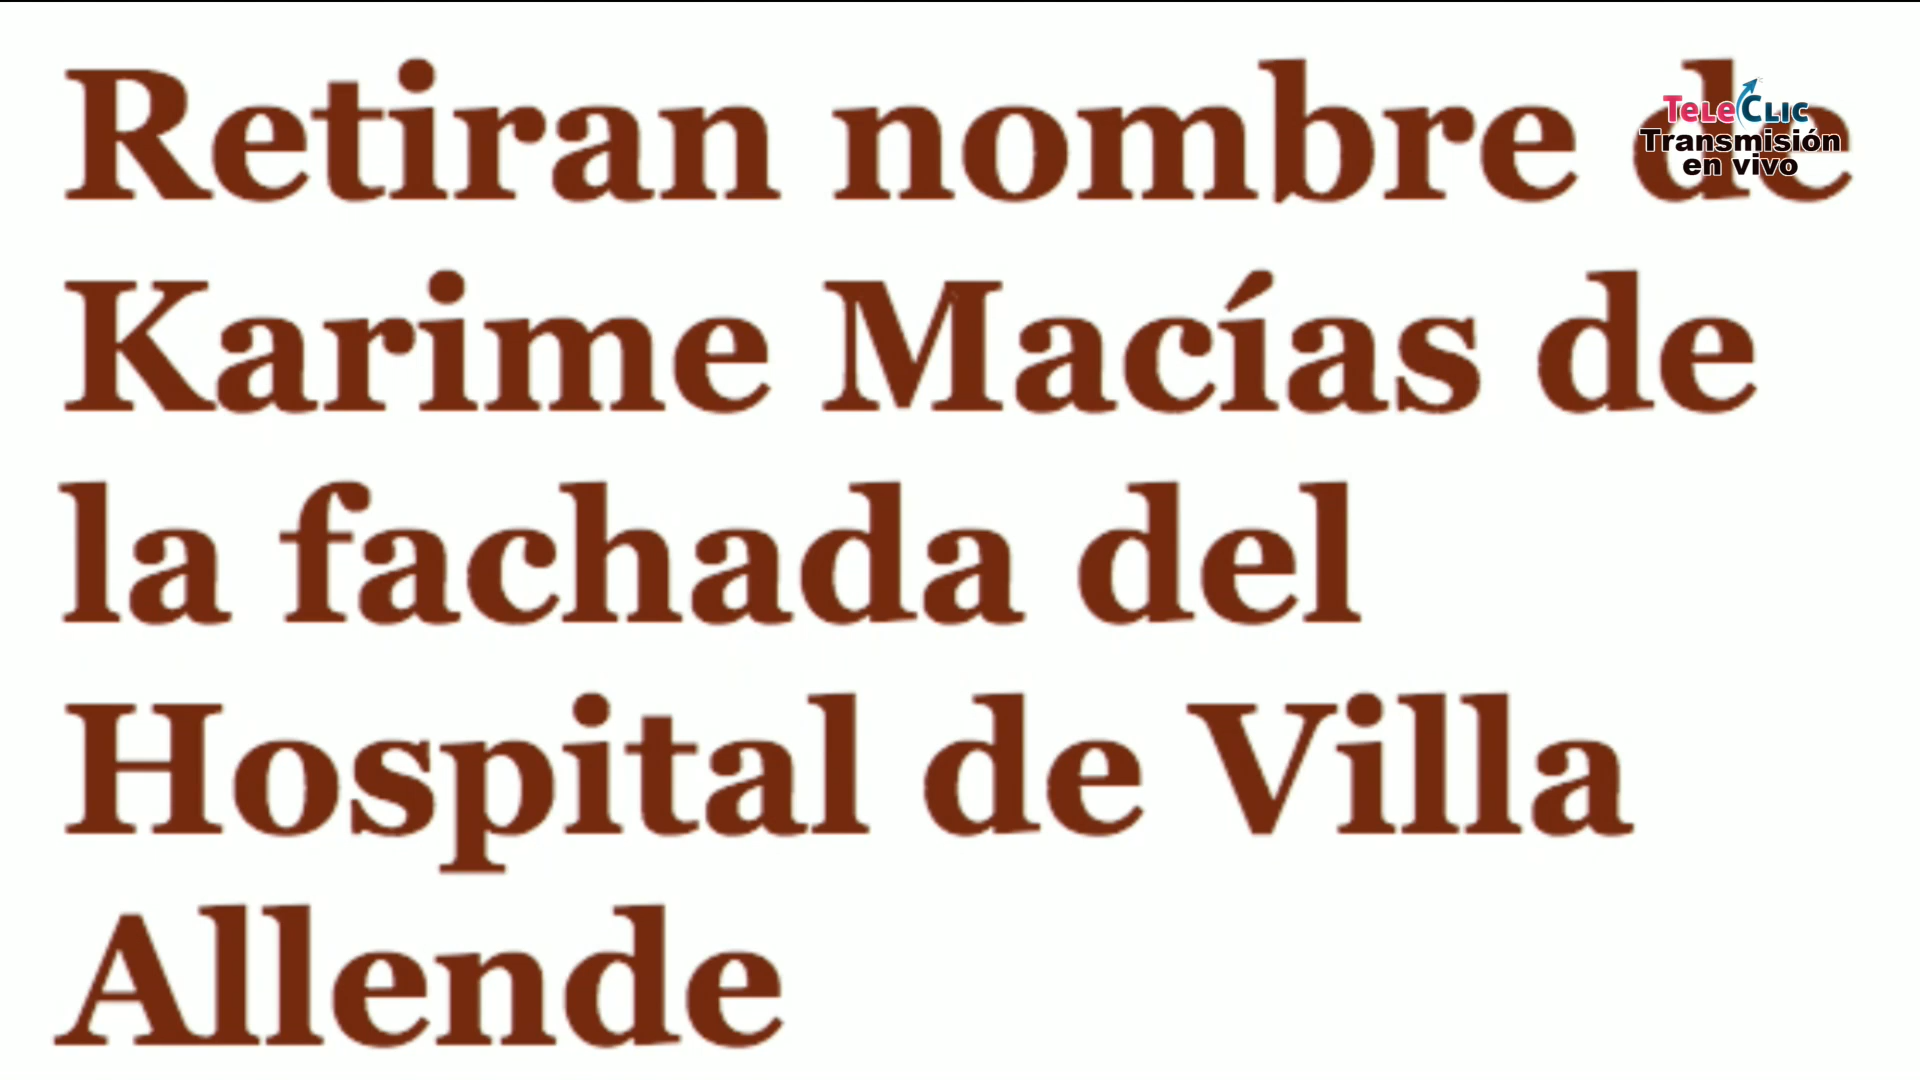 Retiran nombre de
TeleClic
Transmisión
en vivo
Karime Macías de
la fachada del
Hospital de Villa
Allende